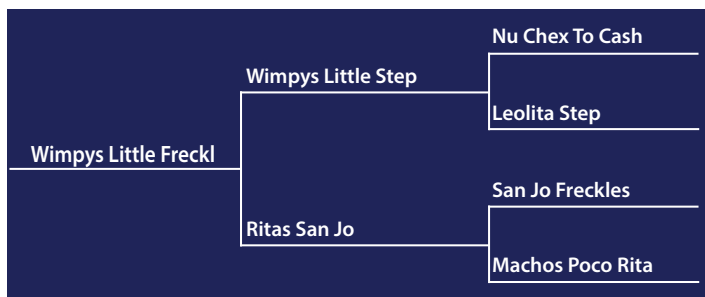 Nu Chex To Cash
Wimpys Little Step
Leolita Step
Wimpys Little Freckl
San Jo Freckles
Ritas San Jo
Machos Poco Rita